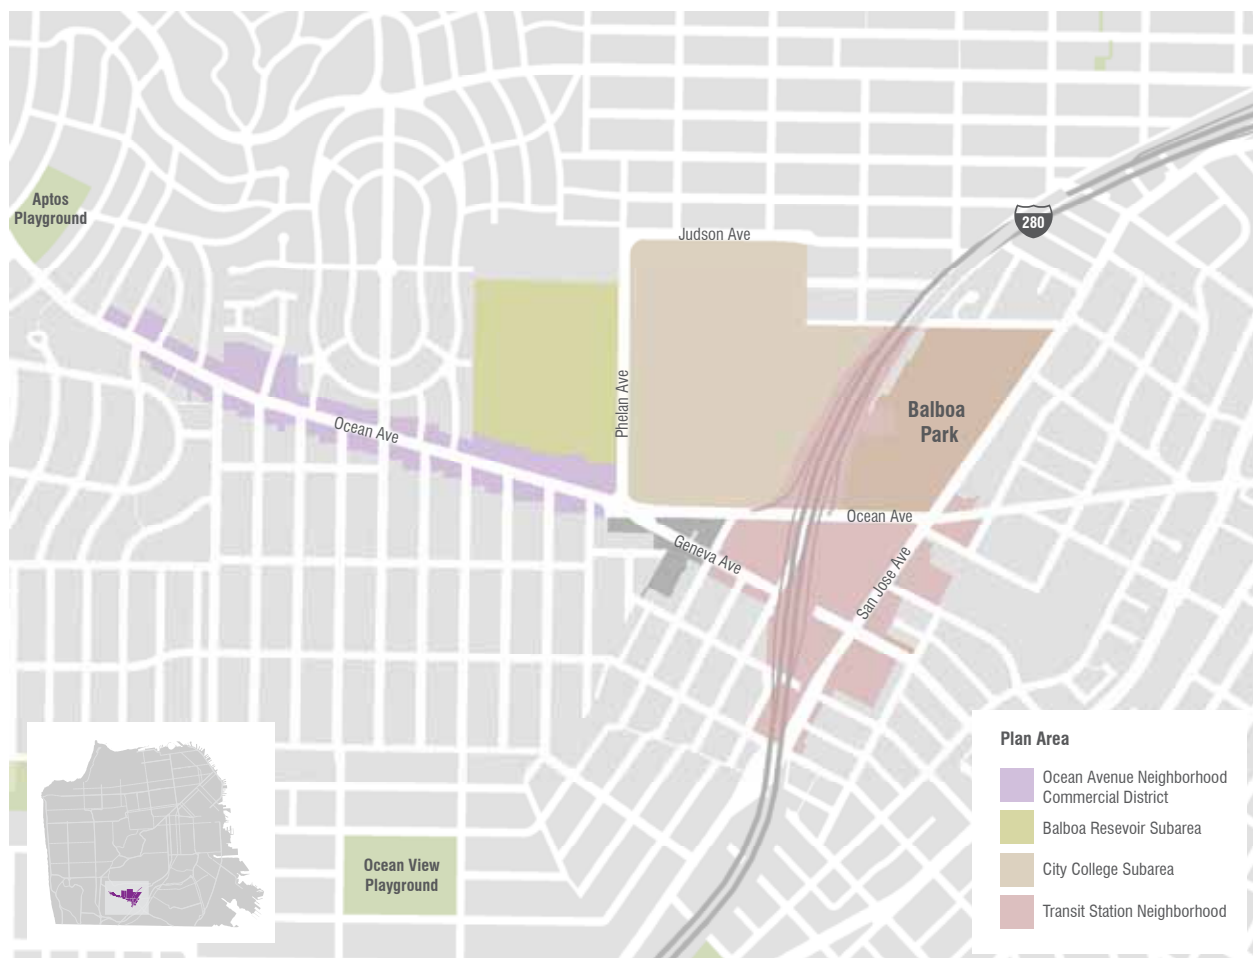 Aptos
Playground
Judson Ave
280
Phelan Ave
Balboa
Park
Ocean Ave
Ocean Ave
Geneva Ave
San Jose Ave
Ocean View
Playground
Plan Area
Ocean Avenue Neighborhood
Commercial District
Balboa Resevoir Subarea
City College Subarea
Transit Station Neighborhood